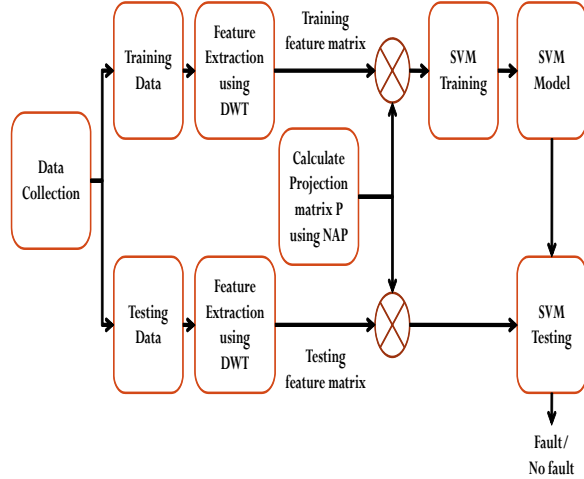 Data
Collection
Training
Data
Feature
Extraction
using
DWT
Training
feature matrix
SVM
Training
SVM
Model
Calculate
Projection
matrix P
using NAP
Testing
Data
Feature
Extraction
using
DWT
Testing
feature matrix
SVM
Testing
Fault/
No fault